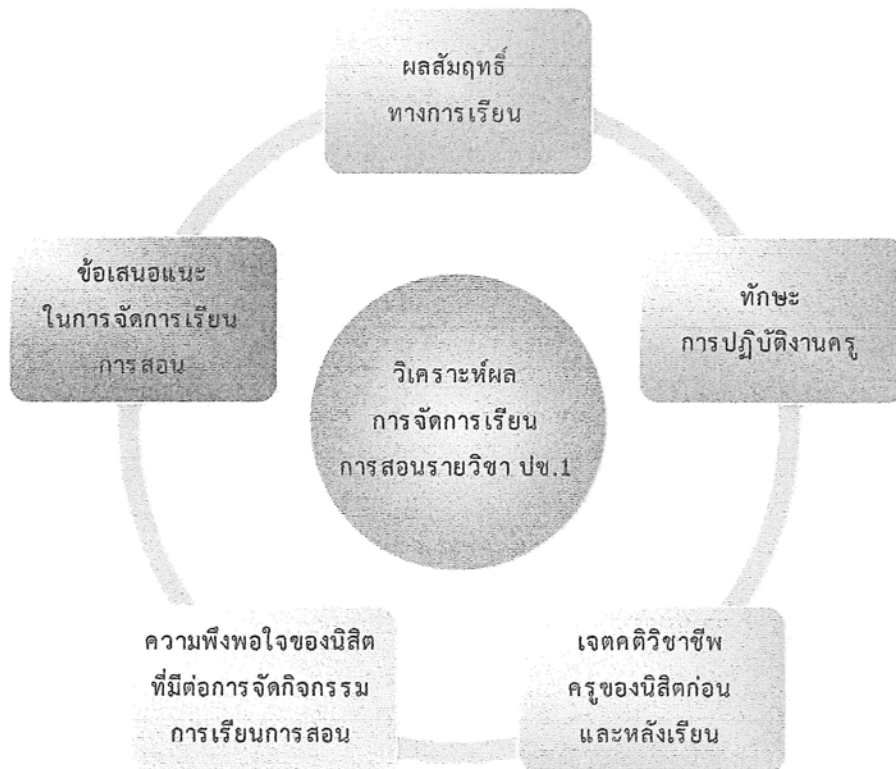 ผลสัมฤทธิ์
ทางการเรียน
ทักษะ
การปฏิบัติงานครู
เจตคติวิชาชีพ
ครูของนิสิตก่อน
และหลังเรียน
ความพึงพอใจของนิสิต
ที่มีต่อการจัดกิจกรรม
การเรียนการสอน
ข้อเสนอแนะ
ในการจัดการเรียน
การสอน
วิเคราะห์ผล
การจัดการเรียน
การสอนรายวิชา ปข.1